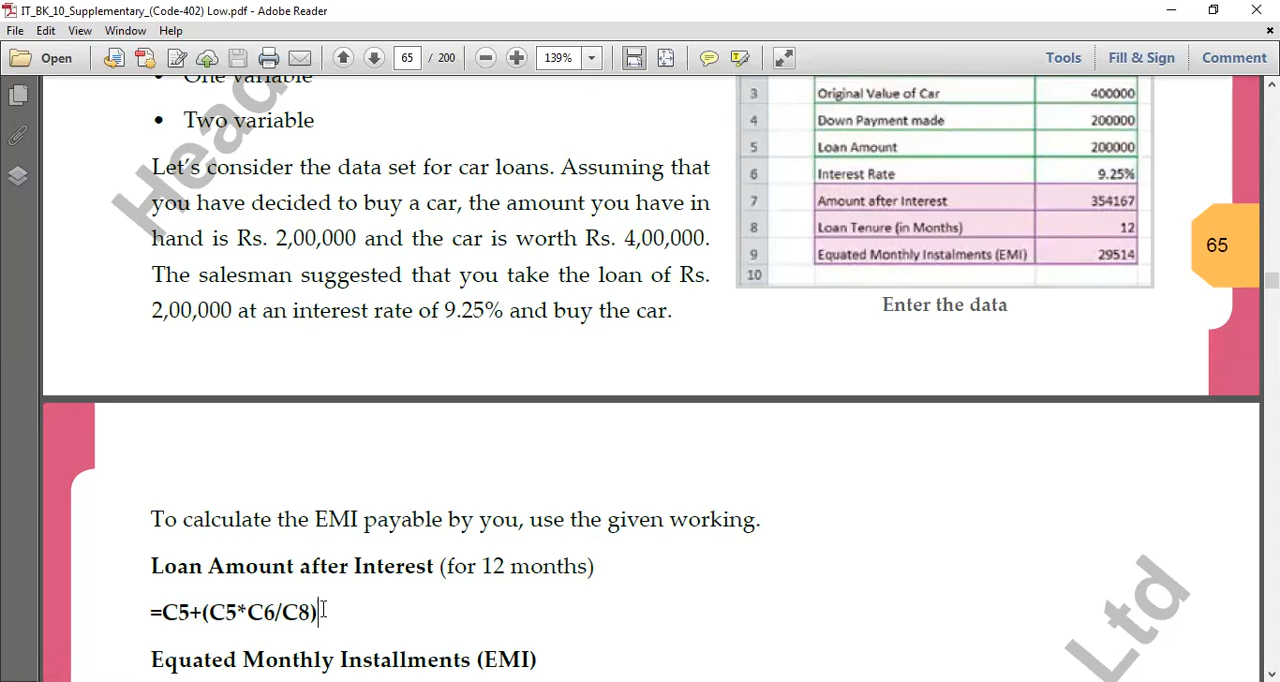 IT_BK_10_Supplementary_(Code-402) Low.pdf - Adobe Reader
File Edit View Window Help
Open 65 / 200 139% Tools Fill & Sign Comment
• One variable
• Two variable
Let's consider the data set for car loans. Assuming that
you have decided to buy a car, the amount you have in
hand is Rs. 2,00,000 and the car is worth Rs. 4,00,000.
The salesman suggested that you take the loan of Rs.
2,00,000 at an interest rate of 9.25% and buy the car.
3 Original Value of Car 400000
4 Down Payment made 200000
5 Loan Amount 200000
6 Interest Rate 9.25%
7 Amount after Interest 354167
8 Loan Tenure (in Months) 12
9 Equated Monthly Instalments (EMI) 29514
10
Enter the data
65
Head
To calculate the EMI payable by you, use the given working.
Loan Amount after Interest (for 12 months)
=C5+(C5*C6/C8)
Equated Monthly Installments (EMI)
Ltd